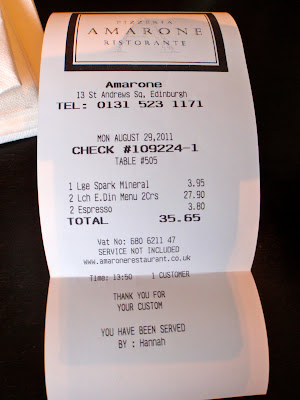 PIZZERIA
AMARONE
RISTORANTE
Amarone
13 St Andrews Sq, Edinburgh
TEL: 0131 523 1171
MON AUGUST 29,2011
CHECK #109224-1
TABLE #505
1 Lge Spark Mineral 3.95
2 Lch E.Din Menu 2Crs 27.90
2 Espresso 3.80
TOTAL 35.65
Vat No: 680 6211 47
SERVICE NOT INCLUDED
www.amaronerestaurant.co.uk
Time: 13:50 1 CUSTOMER
THANK YOU FOR
YOUR CUSTOM
YOU HAVE BEEN SERVED
BY : Hannah